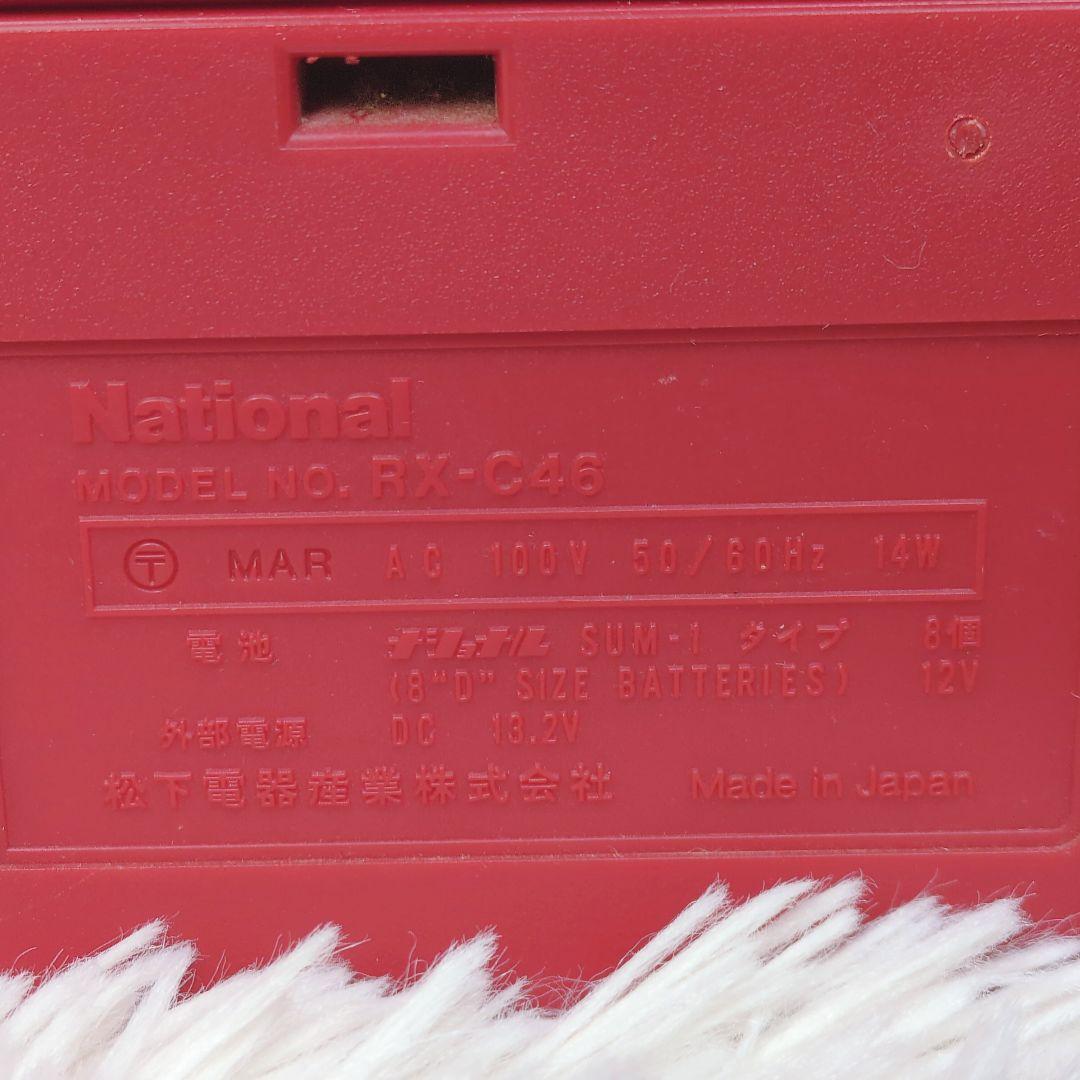 National
MODEL NO. RX-C46
〒 MAR AC 100V 50/60Hz 14W
電池 ナショナル SUM-1 タイプ 8個
(8"D" SIZE BATTERIES) 12V
外部電源 DC 13.2V
松下電器産業株式会社 Made in Japan